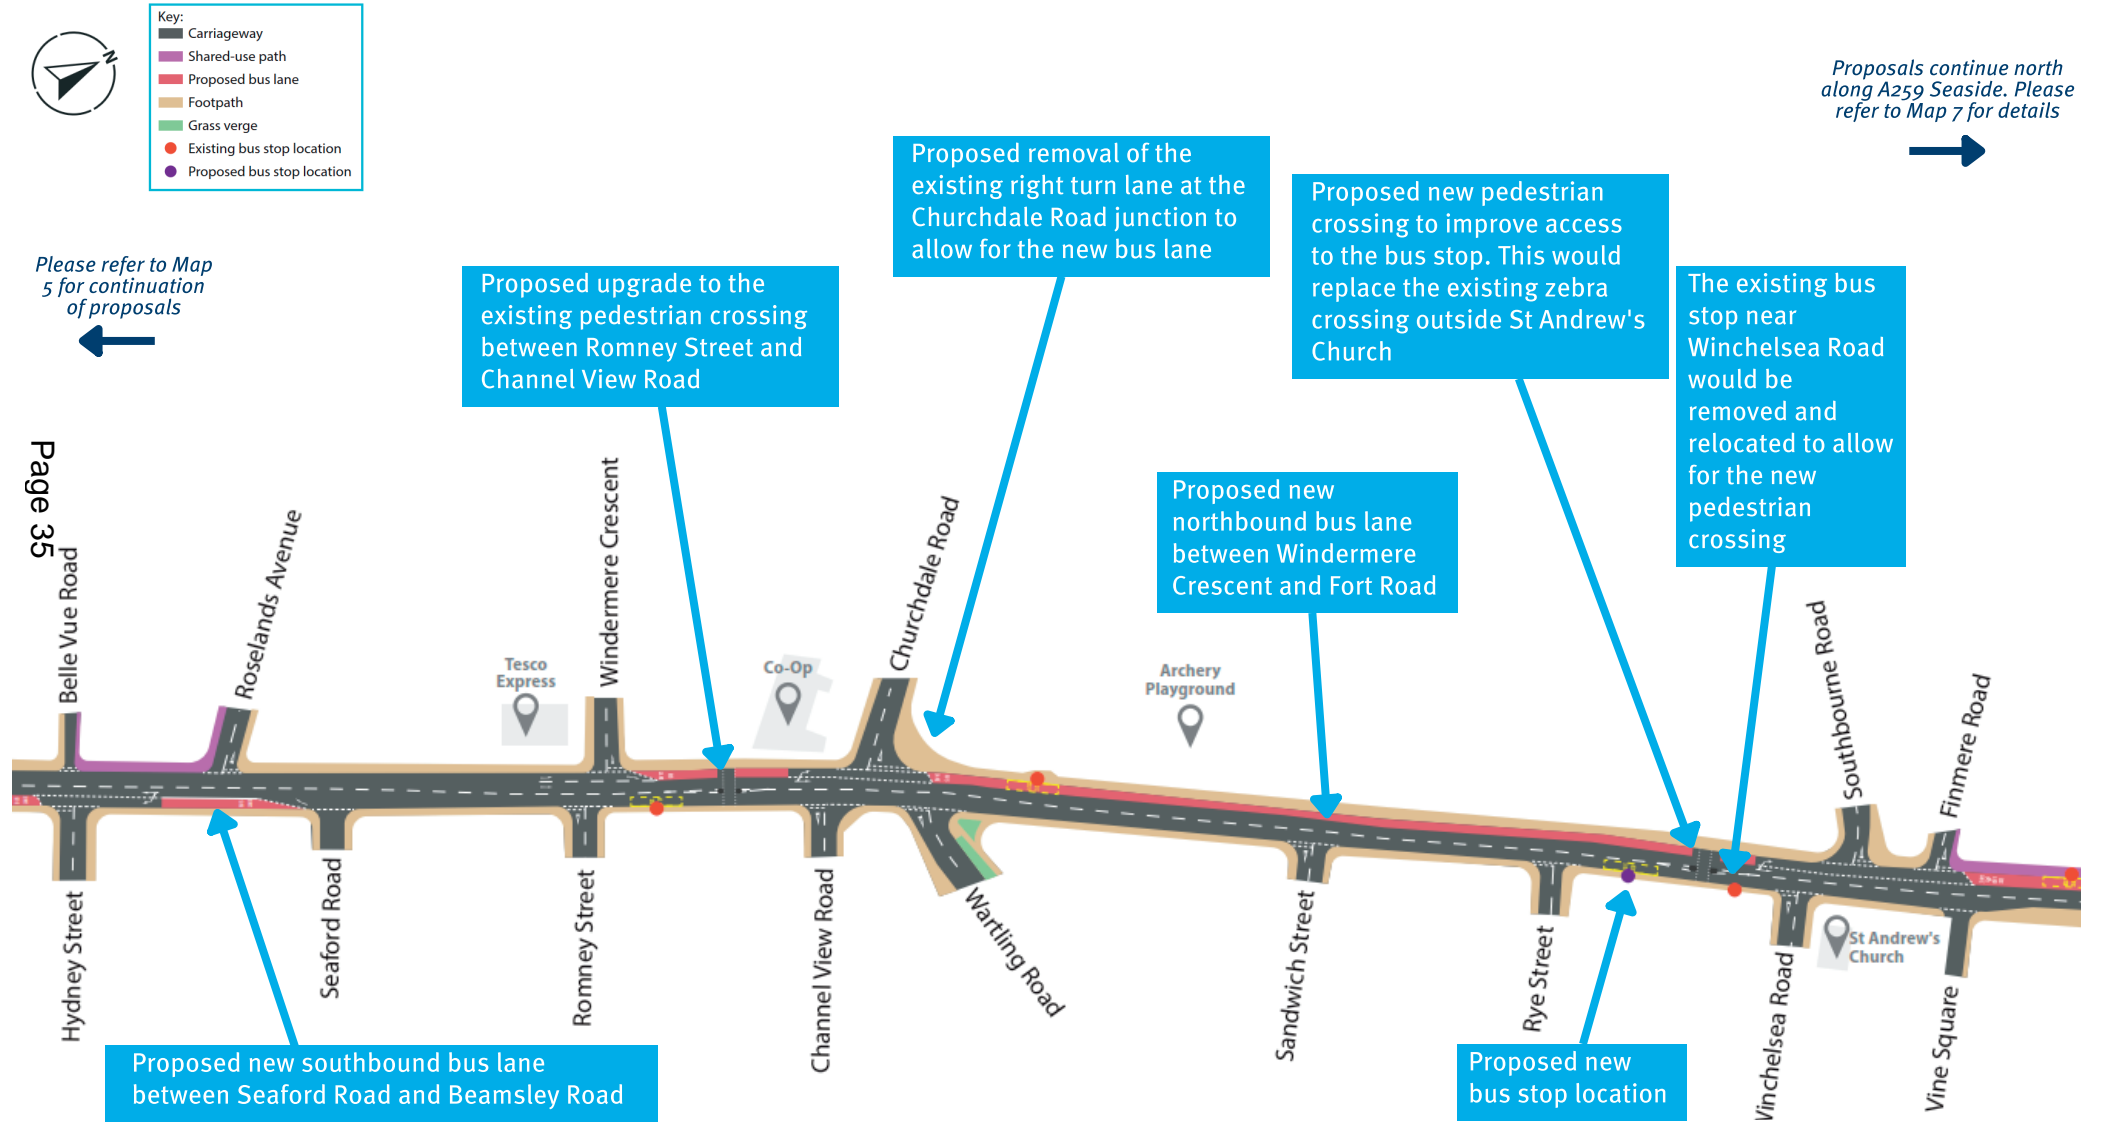 Key:
Carriageway
Shared-use path
Proposed bus lane
Footpath
Grass verge
Existing bus stop location
Proposed bus stop location
N
Proposals continue north
along A259 Seaside. Please
refer to Map 7 for details
Please refer to Map
5 for continuation
of proposals
Proposed upgrade to the
existing pedestrian crossing
between Romney Street and
Channel View Road
Proposed removal of the
existing right turn lane at the
Churchdale Road junction to
allow for the new bus lane
Proposed new pedestrian
crossing to improve access
to the bus stop. This would
replace the existing zebra
crossing outside St Andrew's
Church
The existing bus
stop near
Winchelsea Road
would be
removed and
relocated to allow
for the new
pedestrian
crossing
Proposed new
northbound bus lane
between Windermere
Crescent and Fort Road
Page 35
Belle Vue Road
Roselands Avenue
Tesco
Express
Windermere Crescent
Co-Op
Churchdale Road
Archery
Playground
Southbourne Road
Finmere Road
Hydney Street
Seaford Road
Romney Street
Channel View Road
Wartling Road
Sandwich Street
Rye Street
Winchelsea Road
St Andrew's
Church
Vine Square
Proposed new southbound bus lane
between Seaford Road and Beamsley Road
Proposed new
bus stop location